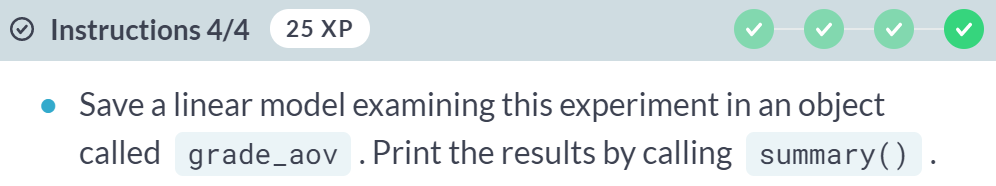 Instructions 4/4 25 XP
Save a linear model examining this experiment in an object
called grade_aov . Print the results by calling summary() .